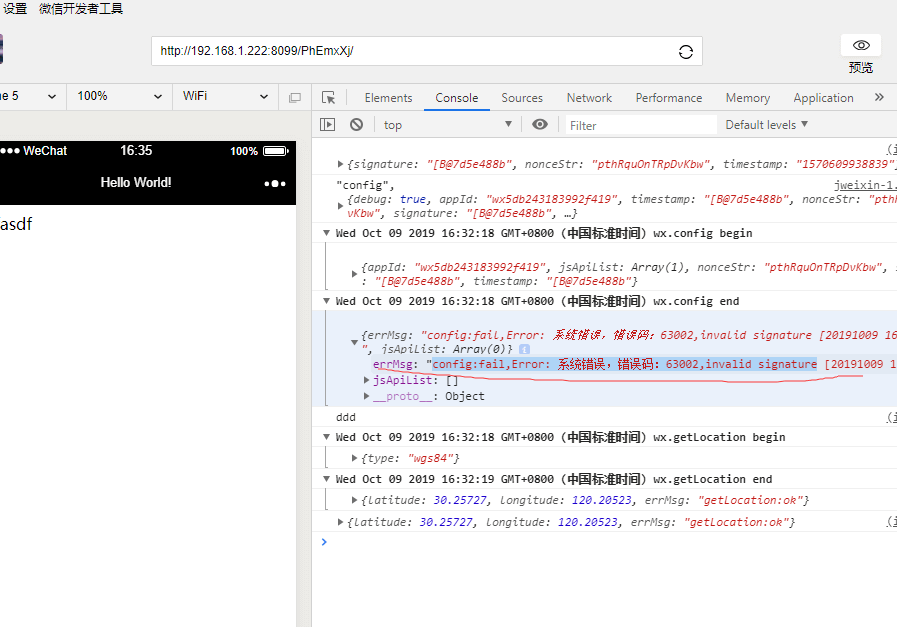 设置 微信开发者工具
http://192.168.1.222:8099/PhEmxXj/
预览
ne 5 100% WiFi
Elements Console Sources Network Performance Memory Application »
top Filter Default levels
WeChat 16:35 100%
Hello World!
asdf
(i
{signature: "[B@7d5e488b", nonceStr: "pthRquOnTRpDvKbw", timestamp: "1570609938839"}
"config", jweixin-1.
{debug: true, appId: "wx5db243183992f419", timestamp: "[B@7d5e488b", nonceStr: "pthR
vKbw", signature: "[B@7d5e488b", …}
Wed Oct 09 2019 16:32:18 GMT+0800 (中国标准时间) wx.config begin
{appId: "wx5db243183992f419", jsApiList: Array(1), nonceStr: "pthRquOnTRpDvKbw", s
: "[B@7d5e488b", timestamp: "[B@7d5e488b"}
Wed Oct 09 2019 16:32:18 GMT+0800 (中国标准时间) wx.config end
{errMsg: "config:fail,Error: 系统错误，错误码：63002,invalid signature [20191009 16
", jsApiList: Array(0)} i
errMsg: "config:fail,Error: 系统错误，错误码：63002,invalid signature [20191009 1
jsApiList: []
__proto__: Object
ddd (i
Wed Oct 09 2019 16:32:18 GMT+0800 (中国标准时间) wx.getLocation begin
{type: "wgs84"}
Wed Oct 09 2019 16:32:19 GMT+0800 (中国标准时间) wx.getLocation end
{latitude: 30.25727, longitude: 120.20523, errMsg: "getLocation:ok"}
{latitude: 30.25727, longitude: 120.20523, errMsg: "getLocation:ok"} (i